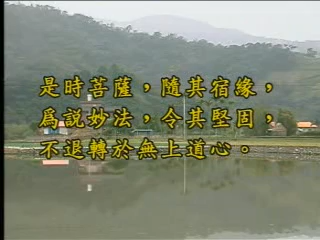 是時菩薩，隨其宿緣，
為說妙法，令其堅固，
不退轉於無上道心。